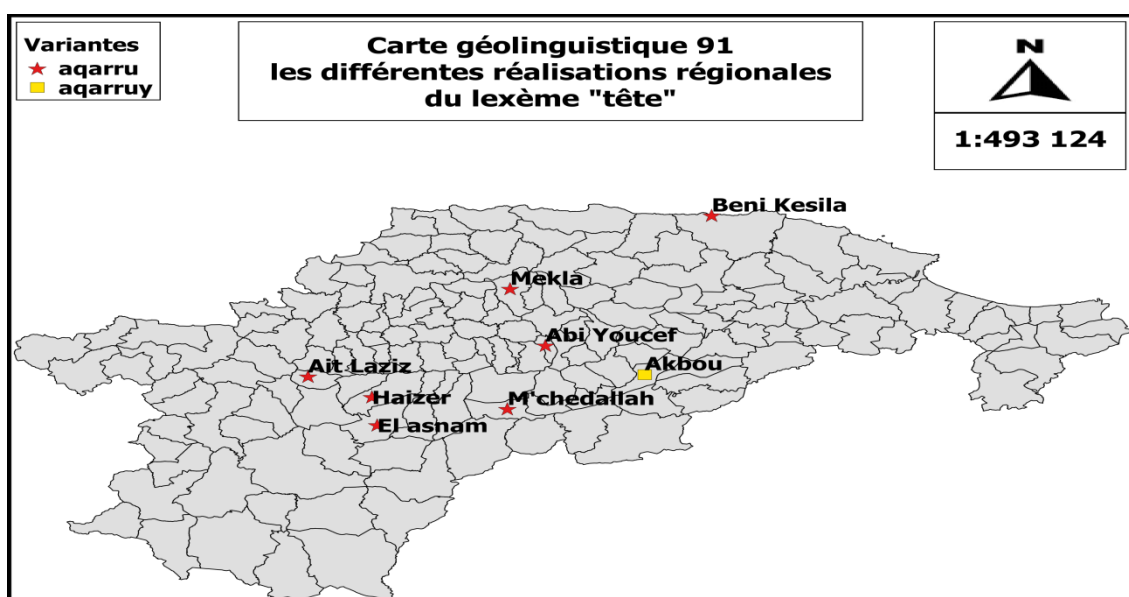 Variantes
aqarru
aqarruy
Carte géolinguistique 91
les différentes réalisations régionales
du lexème "tête"
N
1:493 124
Beni Kesila
Mekla
Abi Youcef
Akbou
Ait Laziz
Haizer
M'chedallah
El asnam